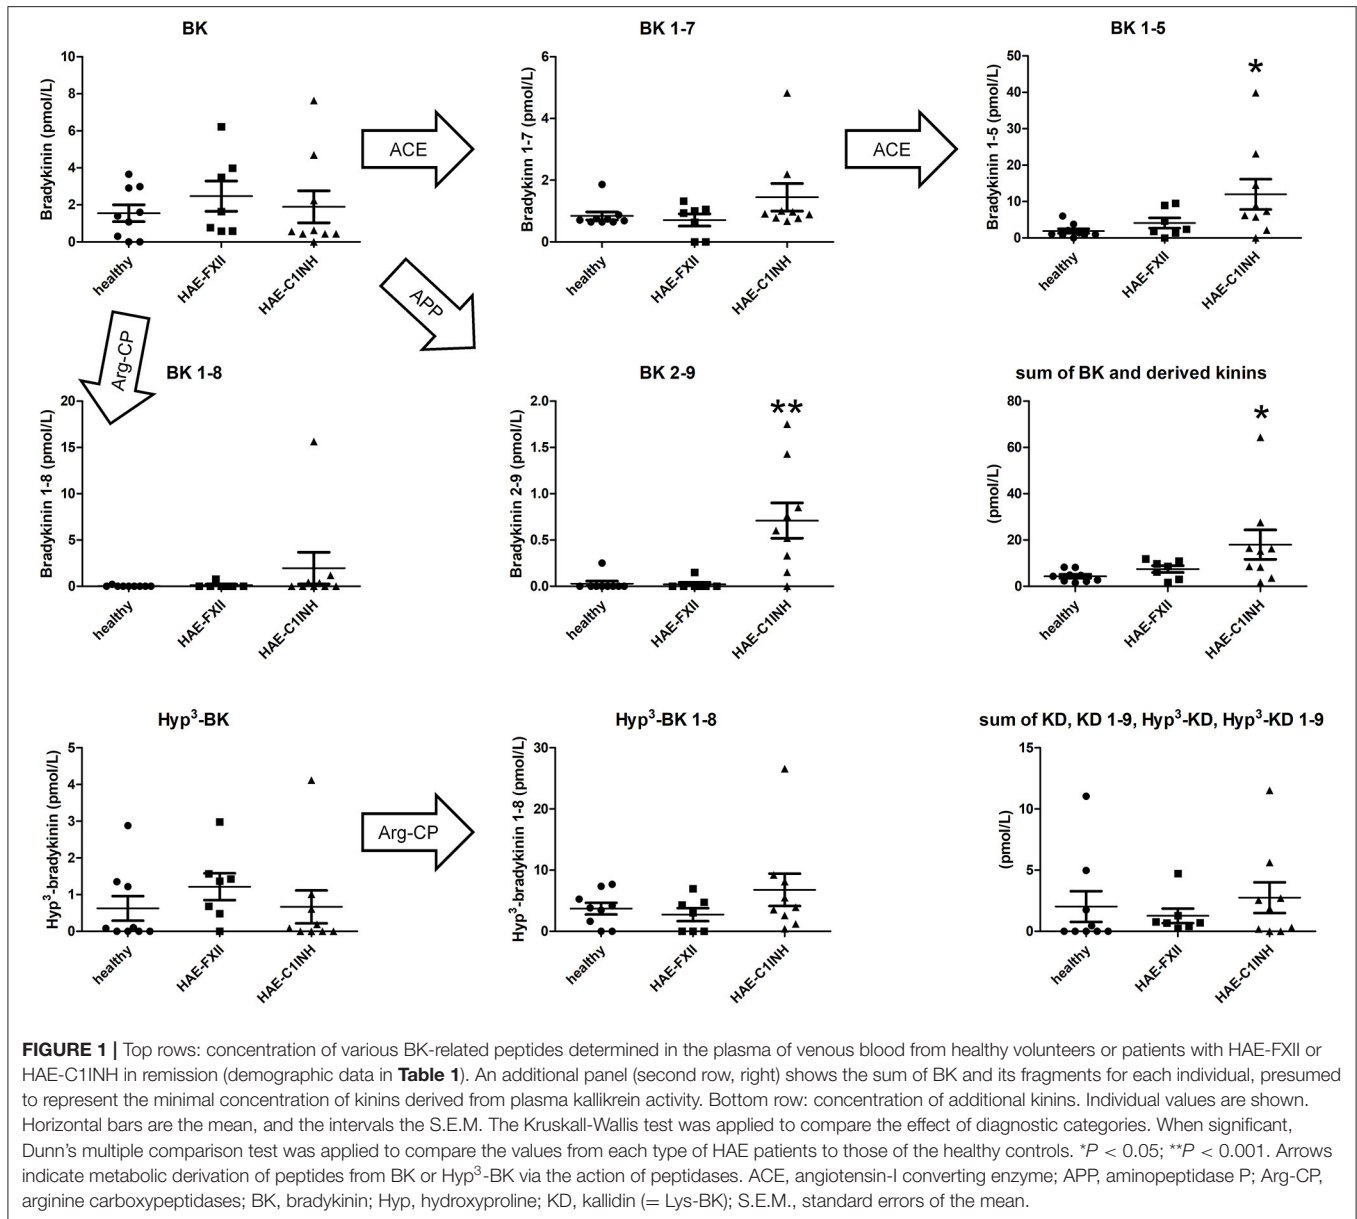 BK
Bradykinin (pmol/L)
10
8
6
4
2
0
healthy
HAE-FXII
HAE-C1INH
ACE
BK 1-7
Bradykinn 1-7 (pmol/L)
6
4
2
0
healthy
HAE-FXII
HAE-C1INH
ACE
BK 1-5
Bradykinin 1-5 (pmol/L)
50
40
30
20
10
0
*
healthy
HAE-FXII
HAE-C1INH
Arg-CP
APP
BK 1-8
Bradykinin 1-8 (pmol/L)
20
15
10
5
0
healthy
HAE-FXII
HAE-C1INH
BK 2-9
Bradykinin 2-9 (pmol/L)
2.0
1.5
1.0
0.5
0.0
**
healthy
HAE-FXII
HAE-C1INH
sum of BK and derived kinins
(pmol/L)
80
60
40
20
0
*
healthy
HAE-FXII
HAE-C1INH
Hyp³-BK
Hyp³-bradykinin (pmol/L)
5
4
3
2
1
0
healthy
HAE-FXII
HAE-C1INH
Arg-CP
Hyp³-BK 1-8
Hyp³-bradykinin 1-8 (pmol/L)
30
20
10
0
healthy
HAE-FXII
HAE-C1INH
sum of KD, KD 1-9, Hyp³-KD, Hyp³-KD 1-9
(pmol/L)
15
10
5
0
healthy
HAE-FXII
HAE-C1INH
FIGURE 1 | Top rows: concentration of various BK-related peptides determined in the plasma of venous blood from healthy volunteers or patients with HAE-FXII or
HAE-C1INH in remission (demographic data in Table 1). An additional panel (second row, right) shows the sum of BK and its fragments for each individual, presumed
to represent the minimal concentration of kinins derived from plasma kallikrein activity. Bottom row: concentration of additional kinins. Individual values are shown.
Horizontal bars are the mean, and the intervals the S.E.M. The Kruskall-Wallis test was applied to compare the effect of diagnostic categories. When significant,
Dunn's multiple comparison test was applied to compare the values from each type of HAE patients to those of the healthy controls. *P < 0.05; **P < 0.001. Arrows
indicate metabolic derivation of peptides from BK or Hyp³-BK via the action of peptidases. ACE, angiotensin-I converting enzyme; APP, aminopeptidase P; Arg-CP,
arginine carboxypeptidases; BK, bradykinin; Hyp, hydroxyproline; KD, kallidin (= Lys-BK); S.E.M., standard errors of the mean.